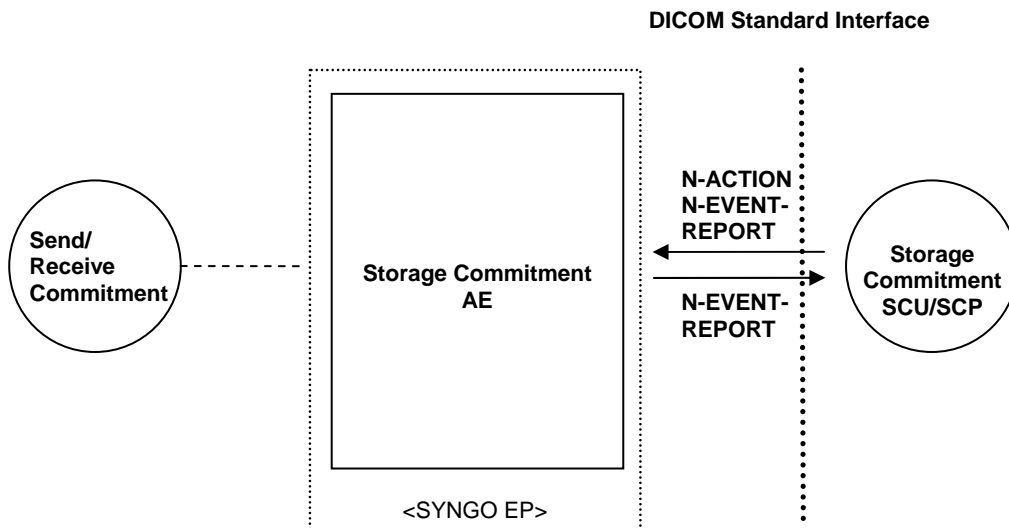 DICOM Standard Interface
Send/
Receive
Commitment
Storage Commitment
AE
N-ACTION
N-EVENT-
REPORT
N-EVENT-
REPORT
Storage
Commitment
SCU/SCP
<SYNGO EP>